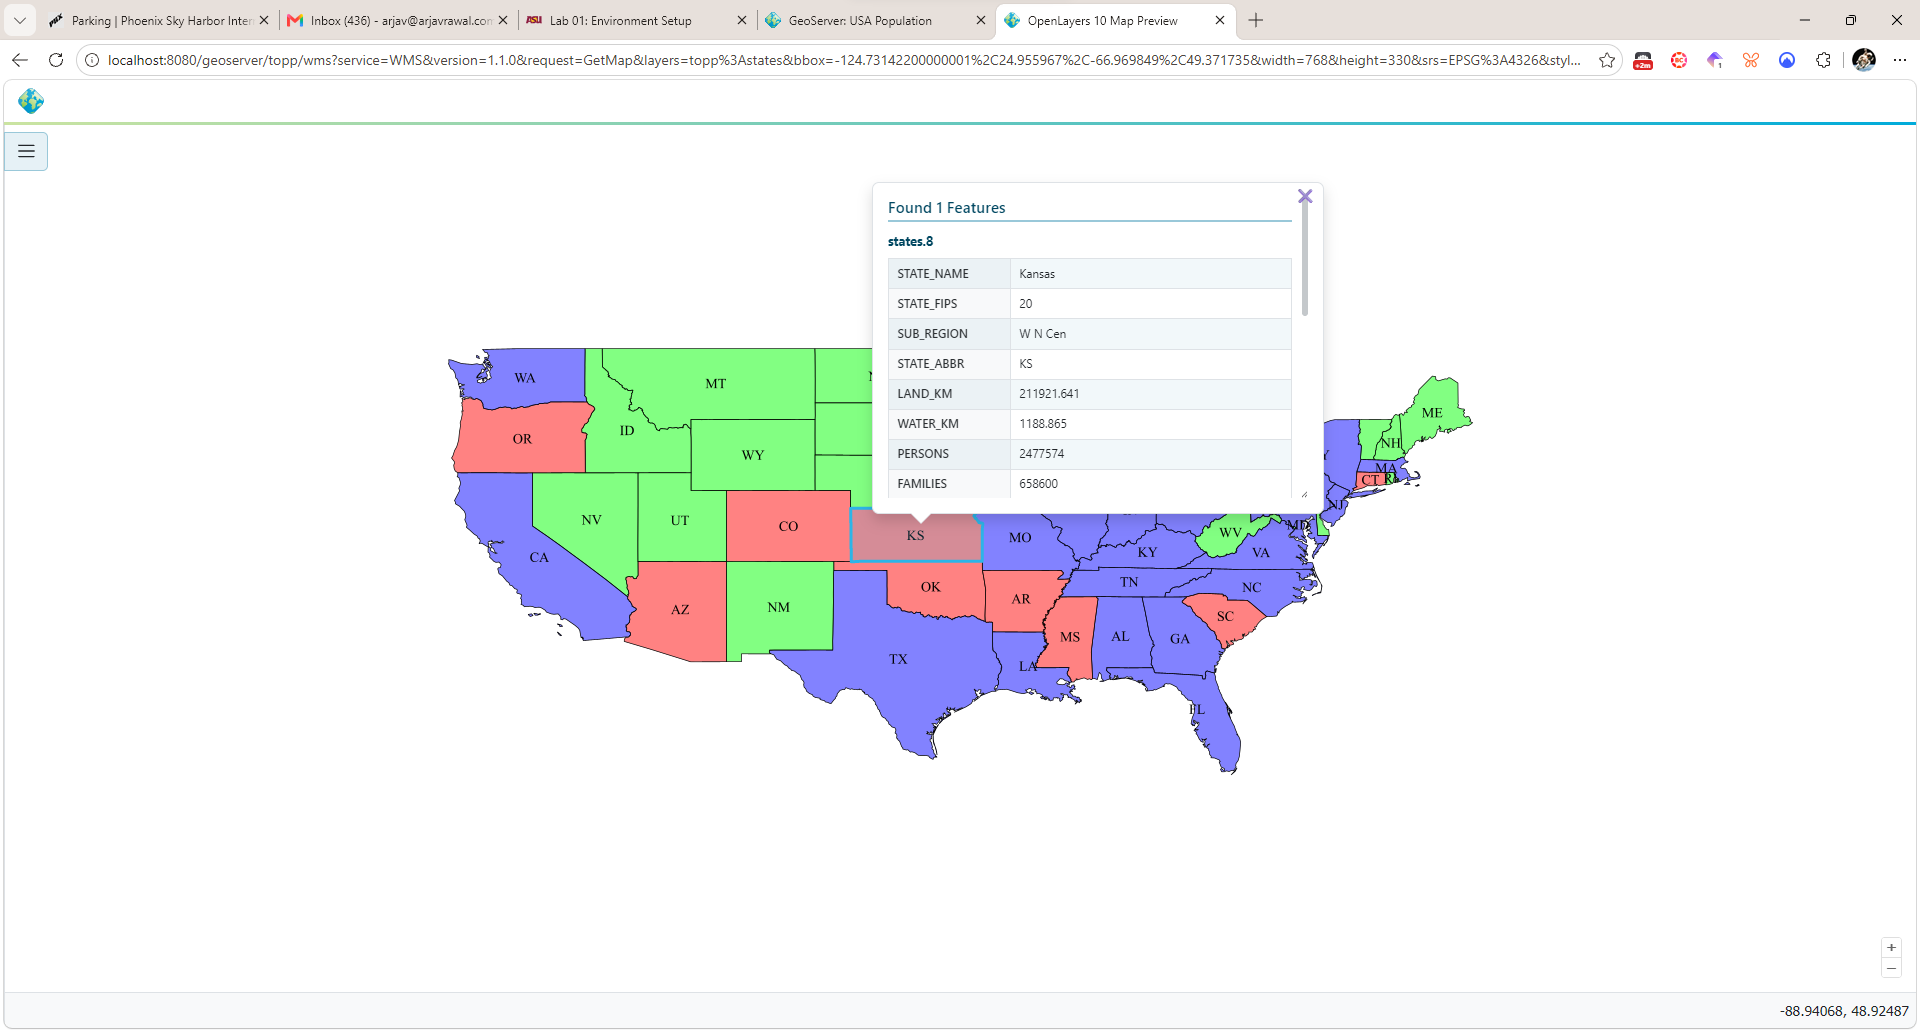 Parking | Phoenix Sky Harbor Inter
Inbox (436) - arjav@arjavrawal.com
ASU Lab 01: Environment Setup
GeoServer: USA Population
OpenLayers 10 Map Preview
localhost:8080/geoserver/topp/wms?service=WMS&version=1.1.0&request=GetMap&layers=topp%3Astates&bbox=-124.73142200000001%2C24.955967%2C-66.969849%2C49.371735&width=768&height=330&srs=EPSG%3A4326&styl...
+2m
Found 1 Features
states.8
STATE_NAME Kansas
STATE_FIPS 20
SUB_REGION W N Cen
STATE_ABBR KS
LAND_KM 211921.641
WATER_KM 1188.865
PERSONS 2477574
FAMILIES 658600
WA
MT
OR
ID
WY
ME
NH
MA
CT
NJ
NV
UT
CO
KS
MO
KY
WV
MD
VA
CA
AZ
NM
OK
AR
TN
NC
SC
MS
AL
GA
TX
LA
FL
+
−
-88.94068, 48.92487